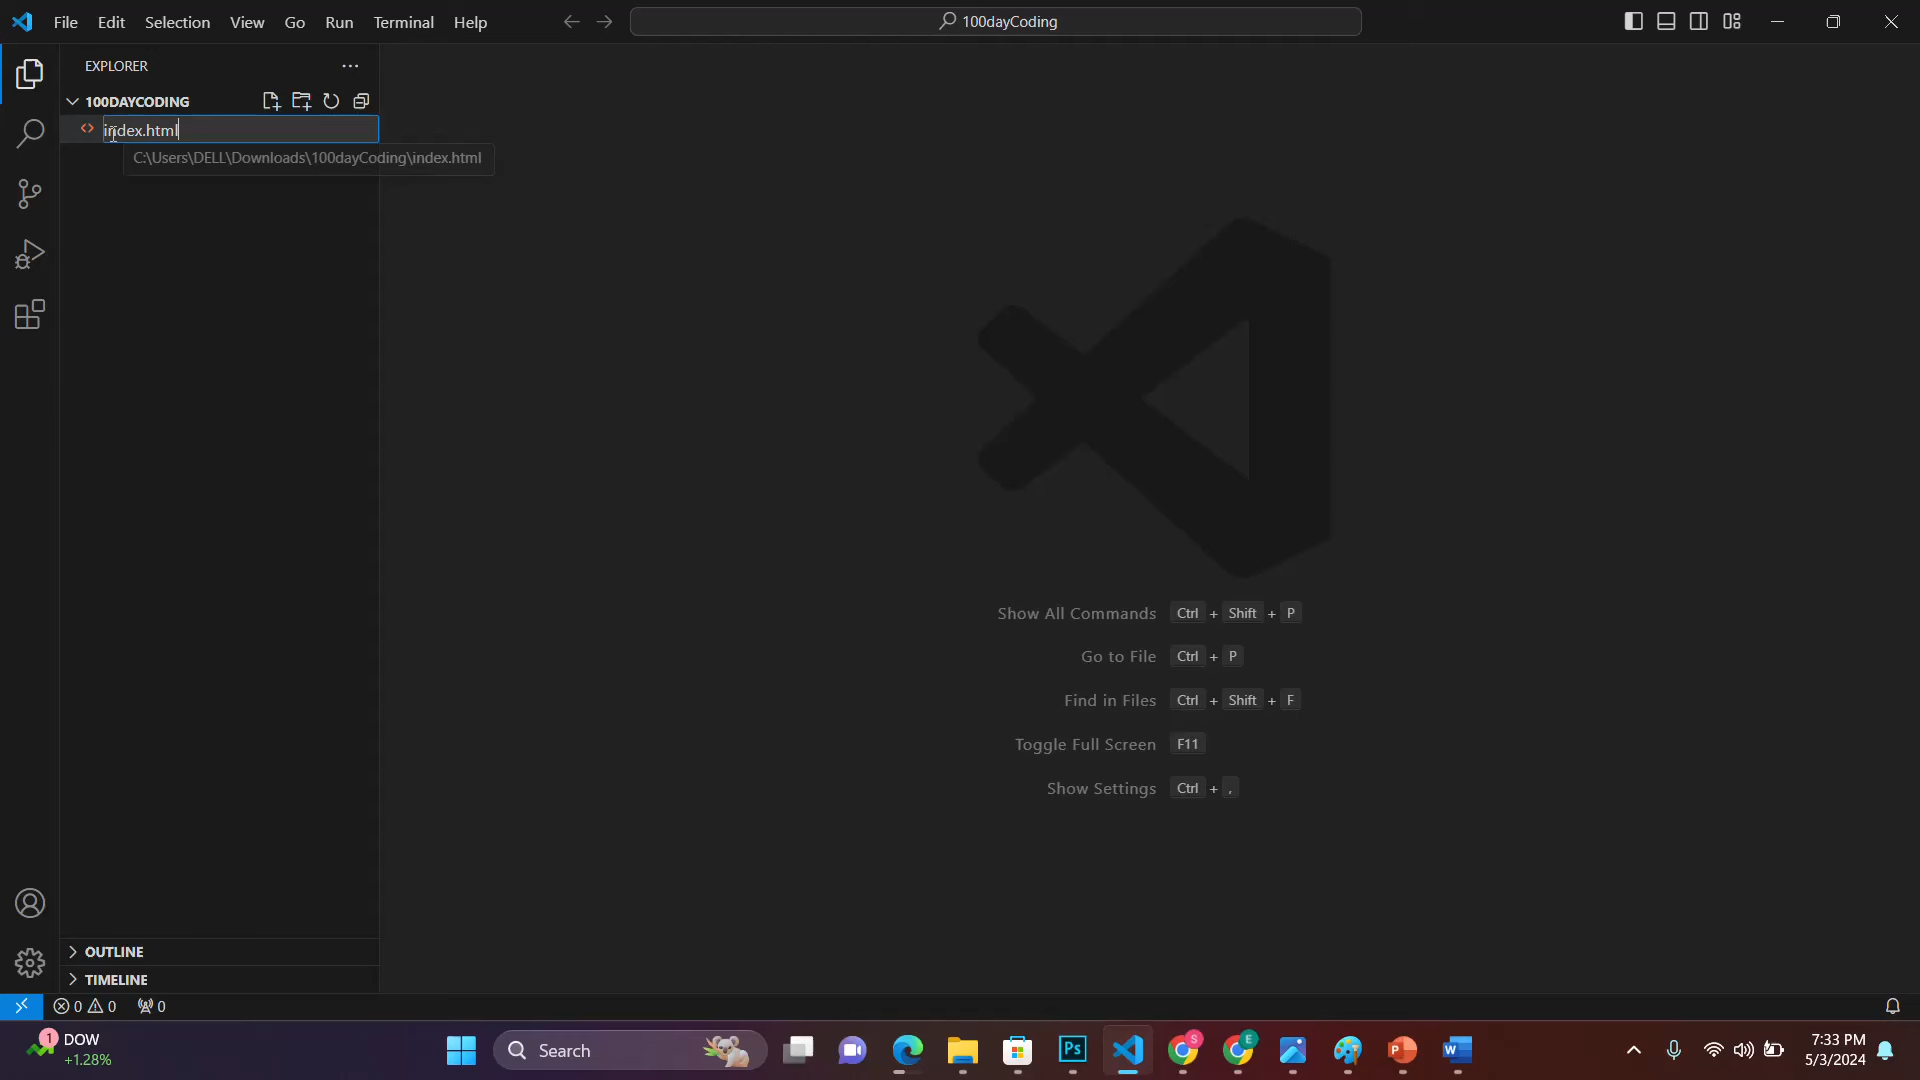 File Edit Selection View Go Run Terminal Help
100dayCoding
EXPLORER
100DAYCODING
index.html
C:\Users\DELL\Downloads\100dayCoding\index.html
Show All Commands Ctrl + Shift + P
Go to File Ctrl + P
Find in Files Ctrl + Shift + F
Toggle Full Screen F11
Show Settings Ctrl + ,
OUTLINE
TIMELINE
0 0 0
1 DOW
+1.28%
Search
Ps
S
E
P
W
7:33 PM
5/3/2024